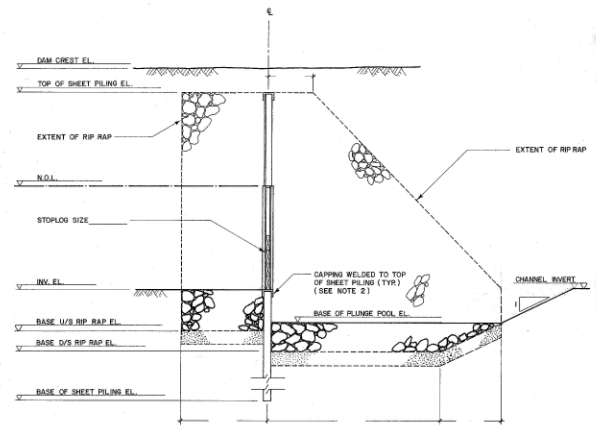 ℄
DAM CREST EL.
TOP OF SHEET PILING EL.
EXTENT OF RIP RAP
EXTENT OF RIP RAP
N.O.L.
STOPLOG SIZE
CAPPING WELDED TO TOP
OF SHEET PILING (TYP.)
(SEE NOTE 2)
CHANNEL INVERT
INV. EL.
1
BASE OF PLUNGE POOL EL.
BASE U/S RIP RAP EL.
BASE D/S RIP RAP EL.
BASE OF SHEET PILING EL.